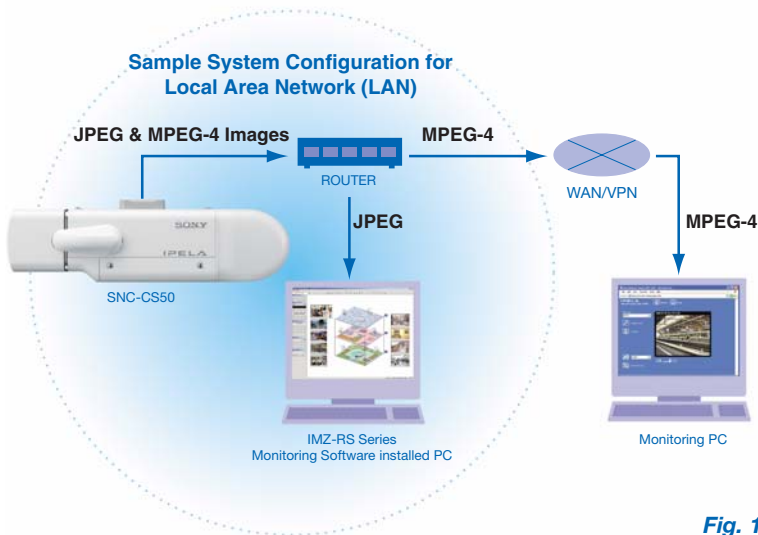 Sample System Configuration for
Local Area Network (LAN)
JPEG & MPEG-4 Images
MPEG-4
ROUTER
WAN/VPN
JPEG
MPEG-4
SONY
IPELA
SNC-CS50
IMZ-RS Series
Monitoring Software installed PC
Monitoring PC
Fig. 1